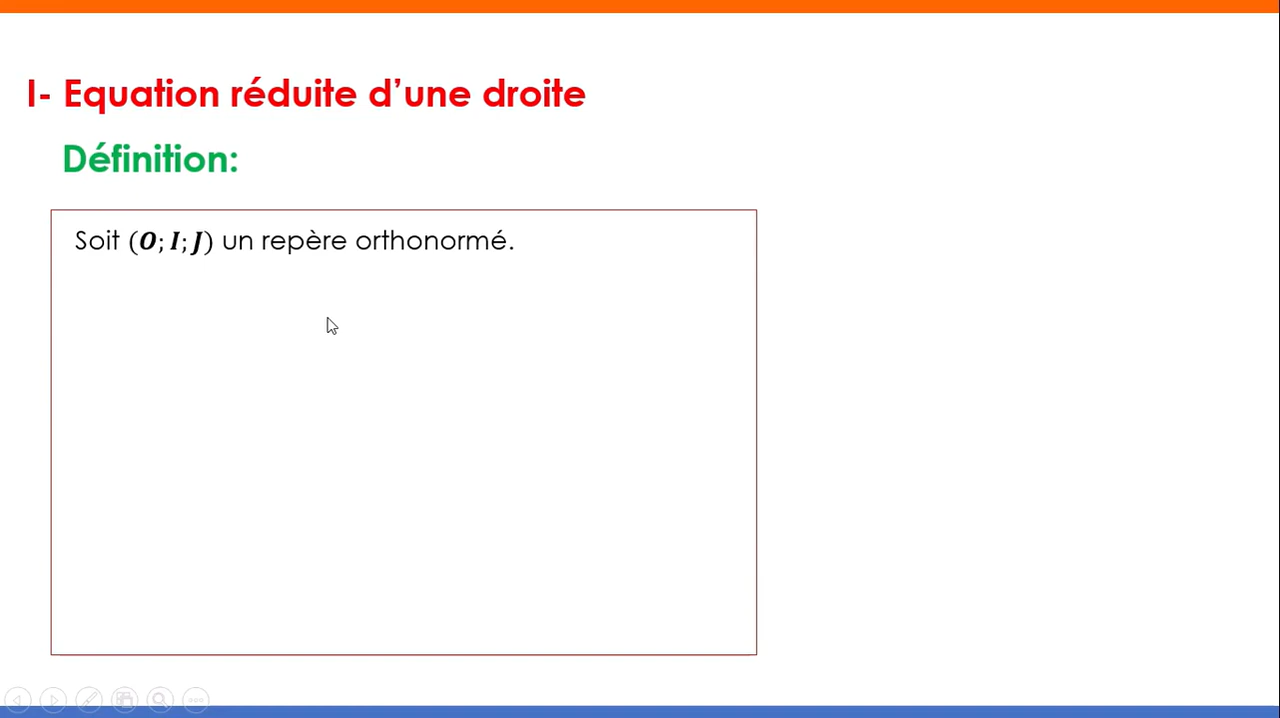 I- Equation réduite d’une droite
Définition:
Soit (O; I; J) un repère orthonormé.